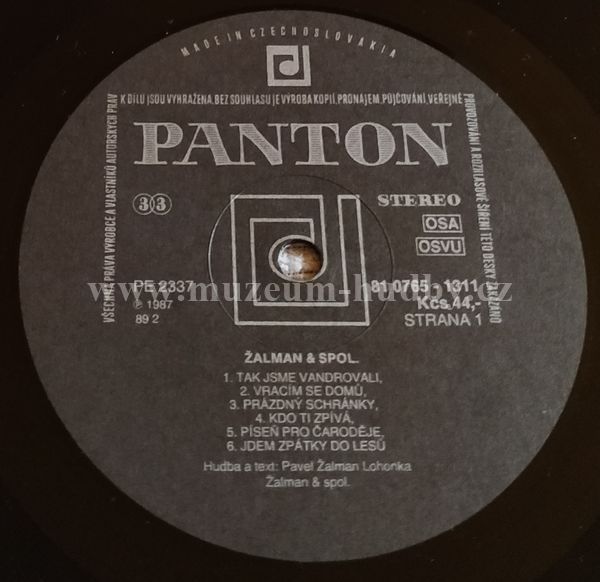 MADE IN CZECHOSLOVAKIA
VŠECHNA PRÁVA VÝROBCE A VLASTNÍKŮ AUTORSKÝCH PRÁV
K DÍLU JSOU VYHRAŽENA. BEZ SOUHLASU JE VÝROBA KOPIÍ, PRONÁJEM, PŮJČOVÁNÍ, VEŘEJNÉ
PROVOZOVÁNÍ A ROZHLASOVÉ ŠÍŘENÍ TÉTO DESKY ZAKÁZÁNO
PANTON
33
STEREO
OSA
OSVU
PE 2337
81 0765 - 1311
www.muzeum-hudby.cz
℗ 1987
Kčs 44,-
89 2
STRANA 1
ŽALMAN & SPOL.
1. TAK JSME VANDROVALI,
2. VRACÍM SE DOMŮ,
3. PRÁZDNÝ SCHRÁNKY,
4. KDO TI ZPÍVÁ,
5. PÍSEŇ PRO ČARODĚJE,
6. JDEM ZPÁTKY DO LESŮ
Hudba a text: Pavel Žalman Lohonka
Žalman & spol.